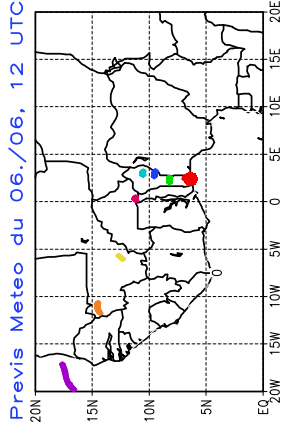 Previs Meteo du 06./06, 12 UTC
20E
15E
10E
5E
0
5W
10W
15W
20W
20N
15N
10N
5N
EQ
0